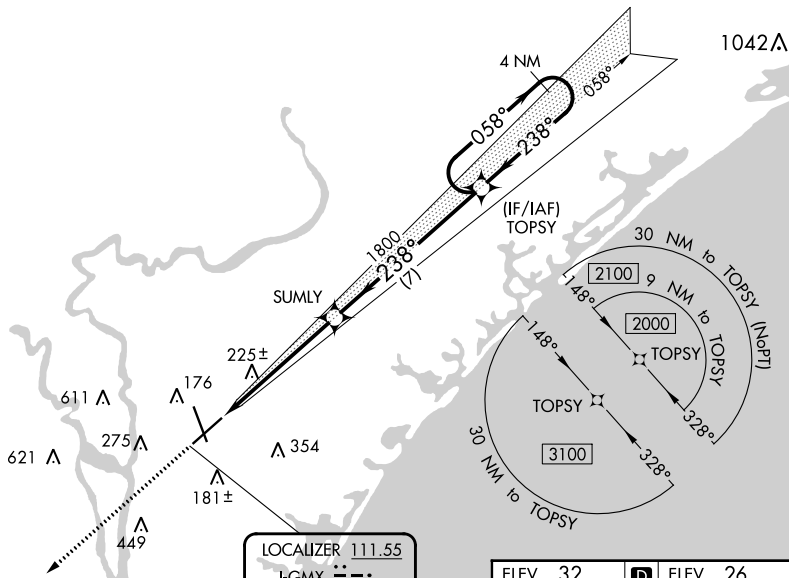 1042
4 NM
058°
058°
238°
(IF/IAF)
TOPSY
1800
238°
(7)
SUMLY
30 NM to TOPSY (NoPT)
2100
9 NM to TOPSY
148°
2000
TOPSY
328°
148°
TOPSY
3100
328°
30 NM to TOPSY
225±
176
611
275
354
621
181±
449
LOCALIZER 111.55
I-GMX
ELEV 32
D
ELEV 26